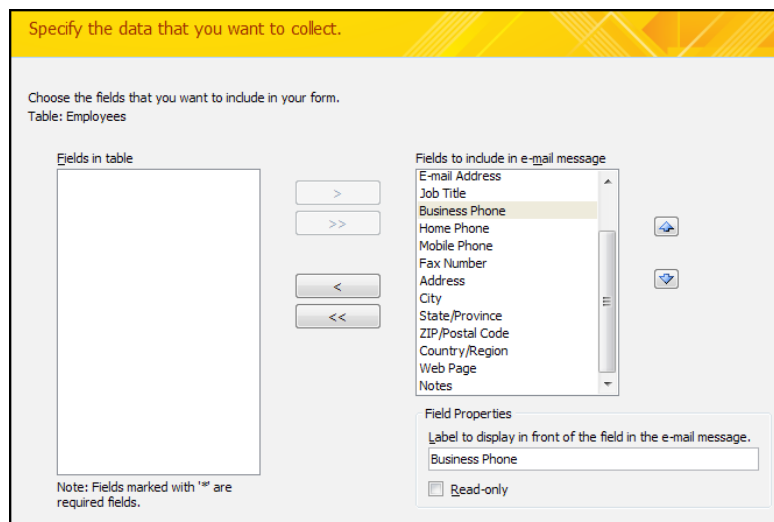 Specify the data that you want to collect.
Choose the fields that you want to include in your form.
Table: Employees
Fields in table
>
>>
<
<<
Note: Fields marked with '*' are
required fields.
Fields to include in e-mail message
E-mail Address
Job Title
Business Phone
Home Phone
Mobile Phone
Fax Number
Address
City
State/Province
ZIP/Postal Code
Country/Region
Web Page
Notes
Field Properties
Label to display in front of the field in the e-mail message.
Business Phone
Read-only